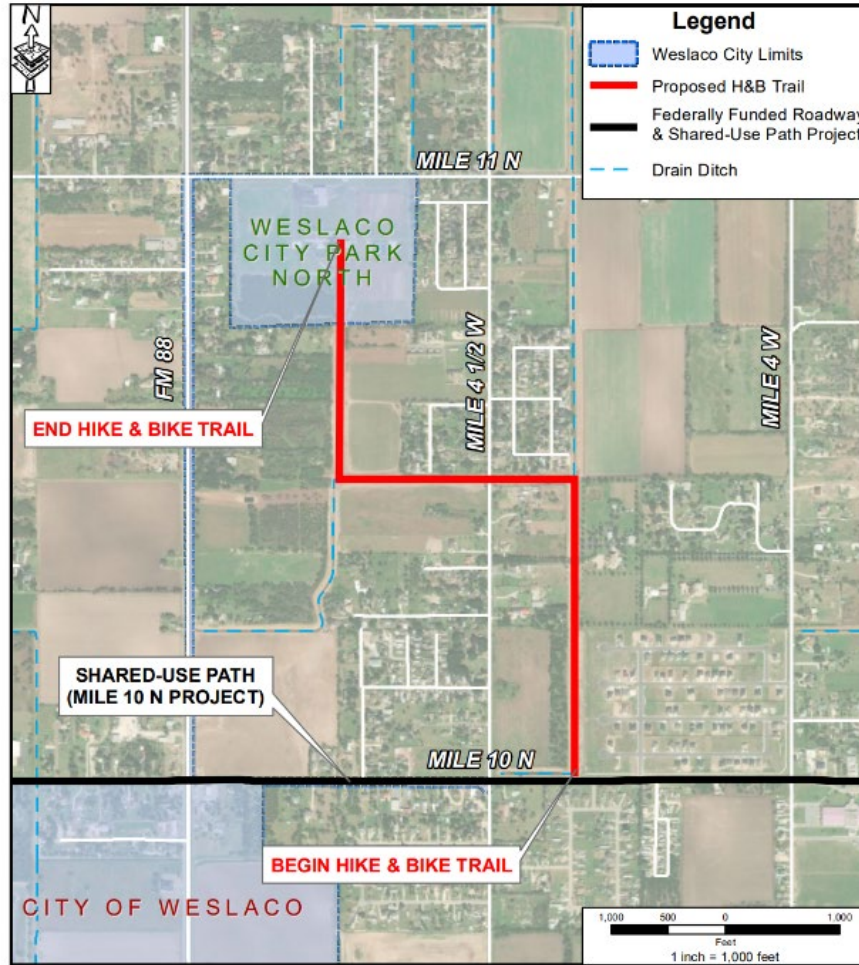 N
Legend
Weslaco City Limits
Proposed H&B Trail
Federally Funded Roadway
& Shared-Use Path Project
Drain Ditch
MILE 11 N
WESLACO
CITY PARK
NORTH
FM 88
MILE 4 1/2 W
MILE 4 W
END HIKE & BIKE TRAIL
SHARED-USE PATH
(MILE 10 N PROJECT)
MILE 10 N
BEGIN HIKE & BIKE TRAIL
CITY OF WESLACO
1,000 500 0 1,000
Feet
1 inch = 1,000 feet